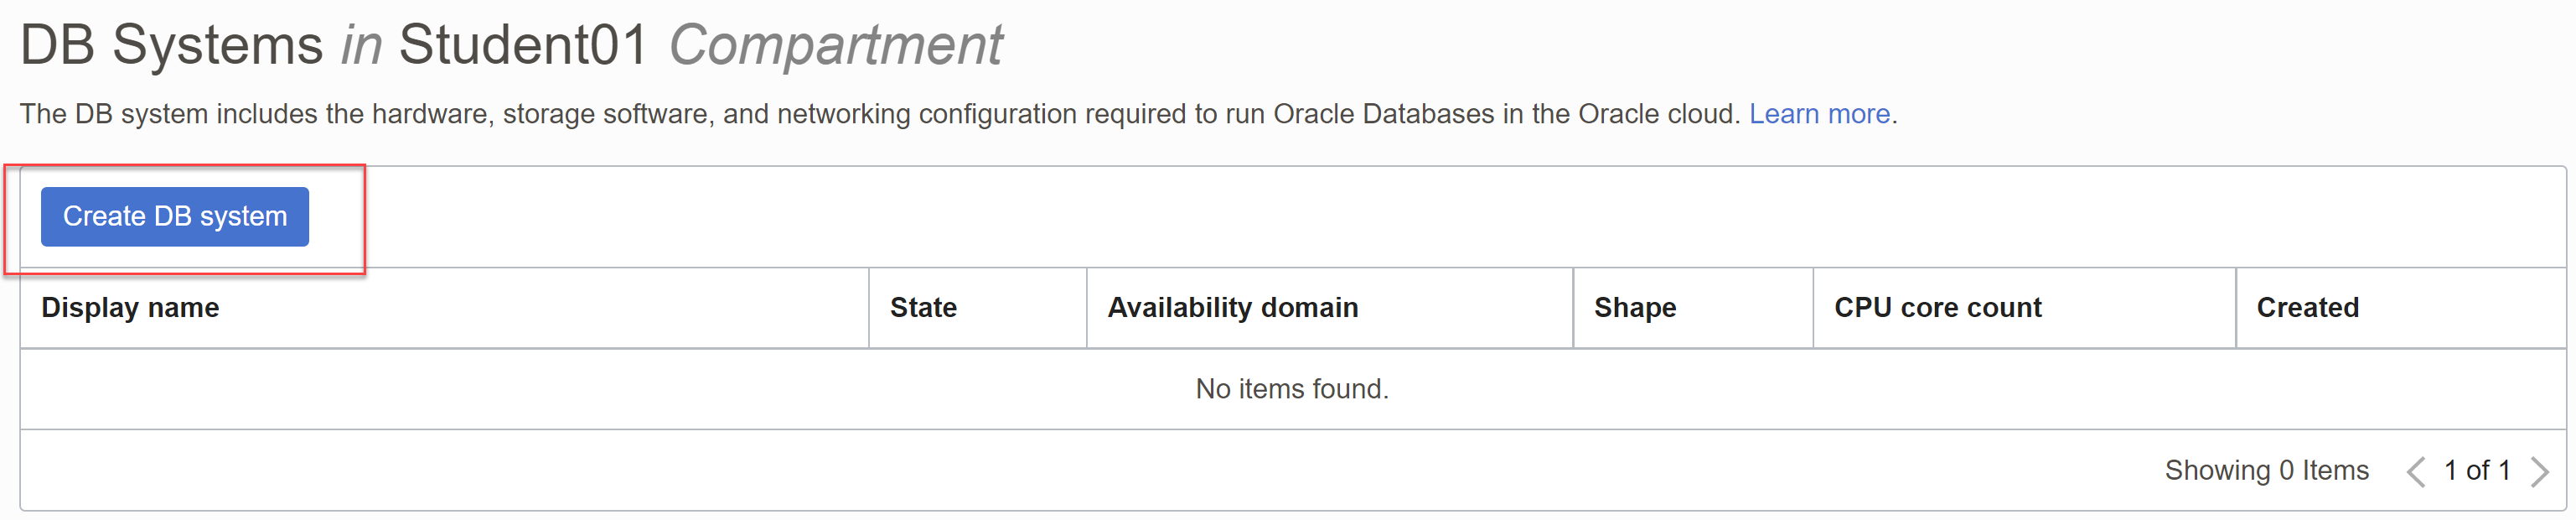 DB Systems in Student01 Compartment
The DB system includes the hardware, storage software, and networking configuration required to run Oracle Databases in the Oracle cloud. Learn more.
Create DB system
Display name State Availability domain Shape CPU core count Created
No items found.
Showing 0 Items 1 of 1